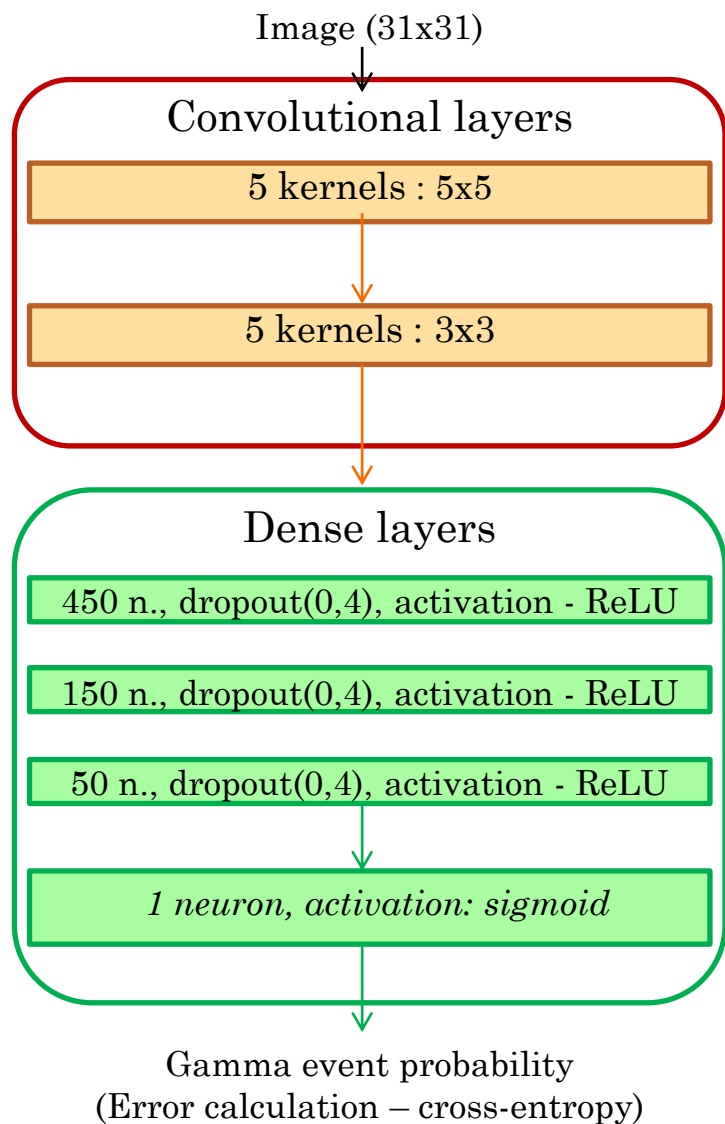 Image (31x31)
Convolutional layers
5 kernels : 5x5
5 kernels : 3x3
Dense layers
450 n., dropout(0,4), activation - ReLU
150 n., dropout(0,4), activation - ReLU
50 n., dropout(0,4), activation - ReLU
1 neuron, activation: sigmoid
Gamma event probability
(Error calculation – cross-entropy)